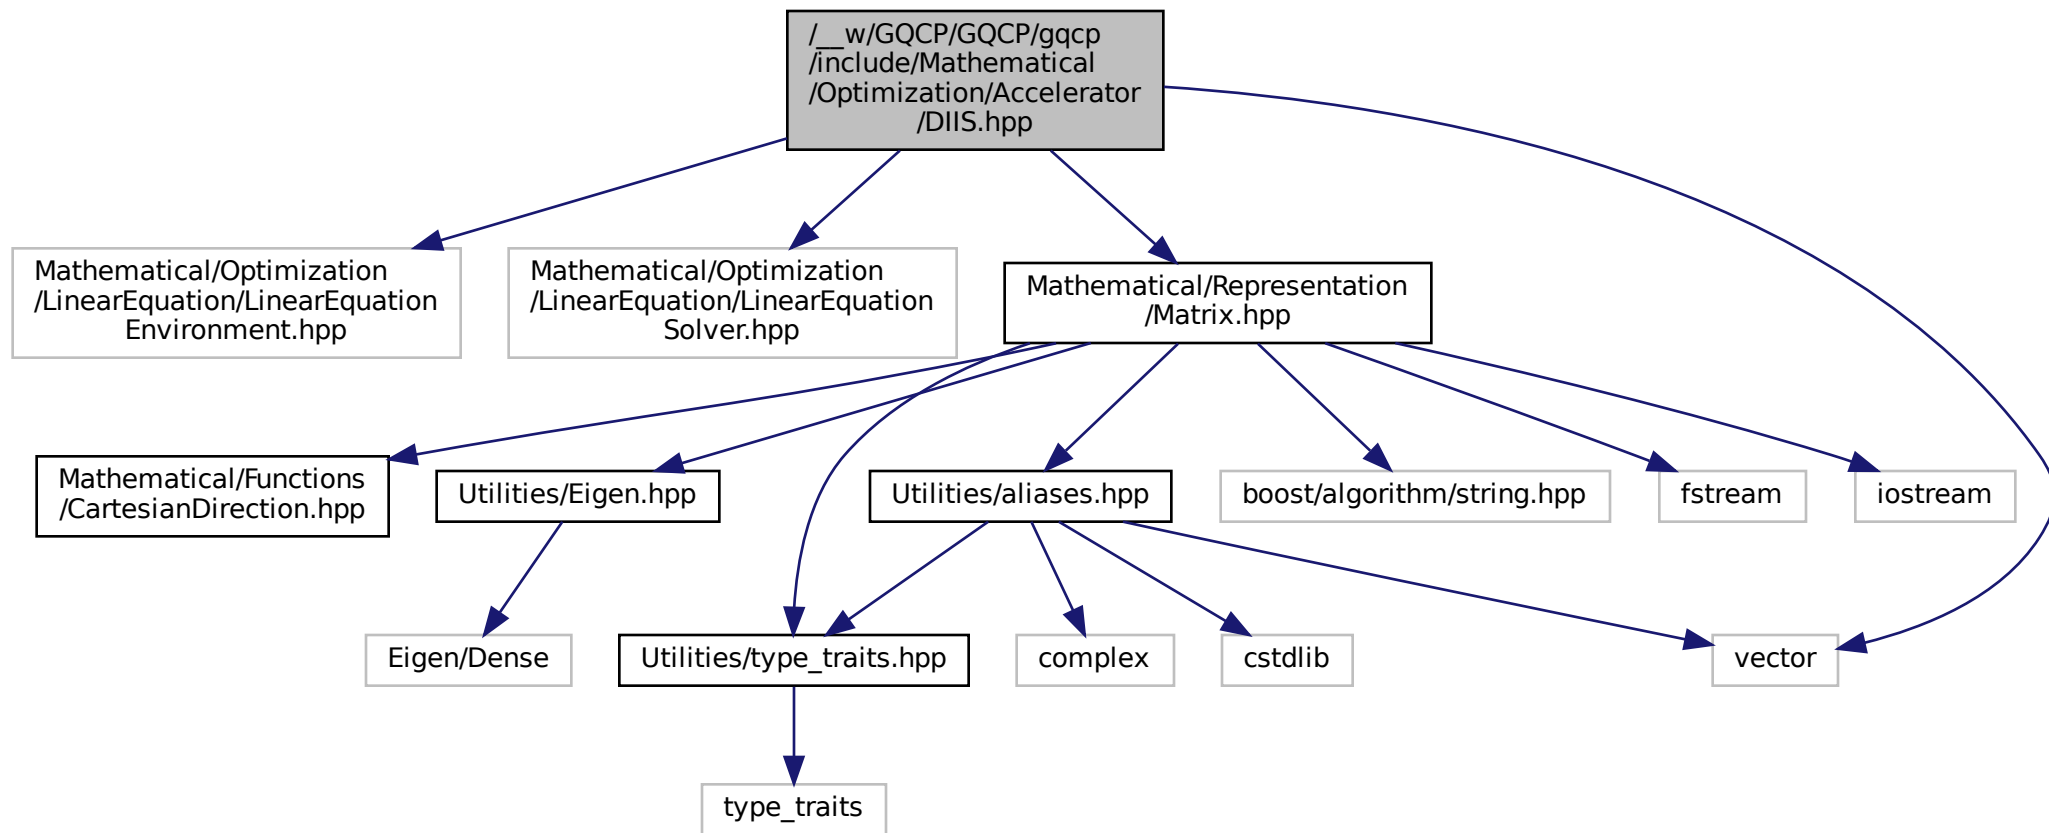 /__w/GQCP/GQCP/gqcp
/include/Mathematical
/Optimization/Accelerator
/DIIS.hpp
Mathematical/Optimization
/LinearEquation/LinearEquation
Environment.hpp
Mathematical/Optimization
/LinearEquation/LinearEquation
Solver.hpp
Mathematical/Representation
/Matrix.hpp
Mathematical/Functions
/CartesianDirection.hpp
Utilities/Eigen.hpp
Utilities/aliases.hpp
boost/algorithm/string.hpp
fstream
iostream
Eigen/Dense
Utilities/type_traits.hpp
complex
cstdlib
vector
type_traits